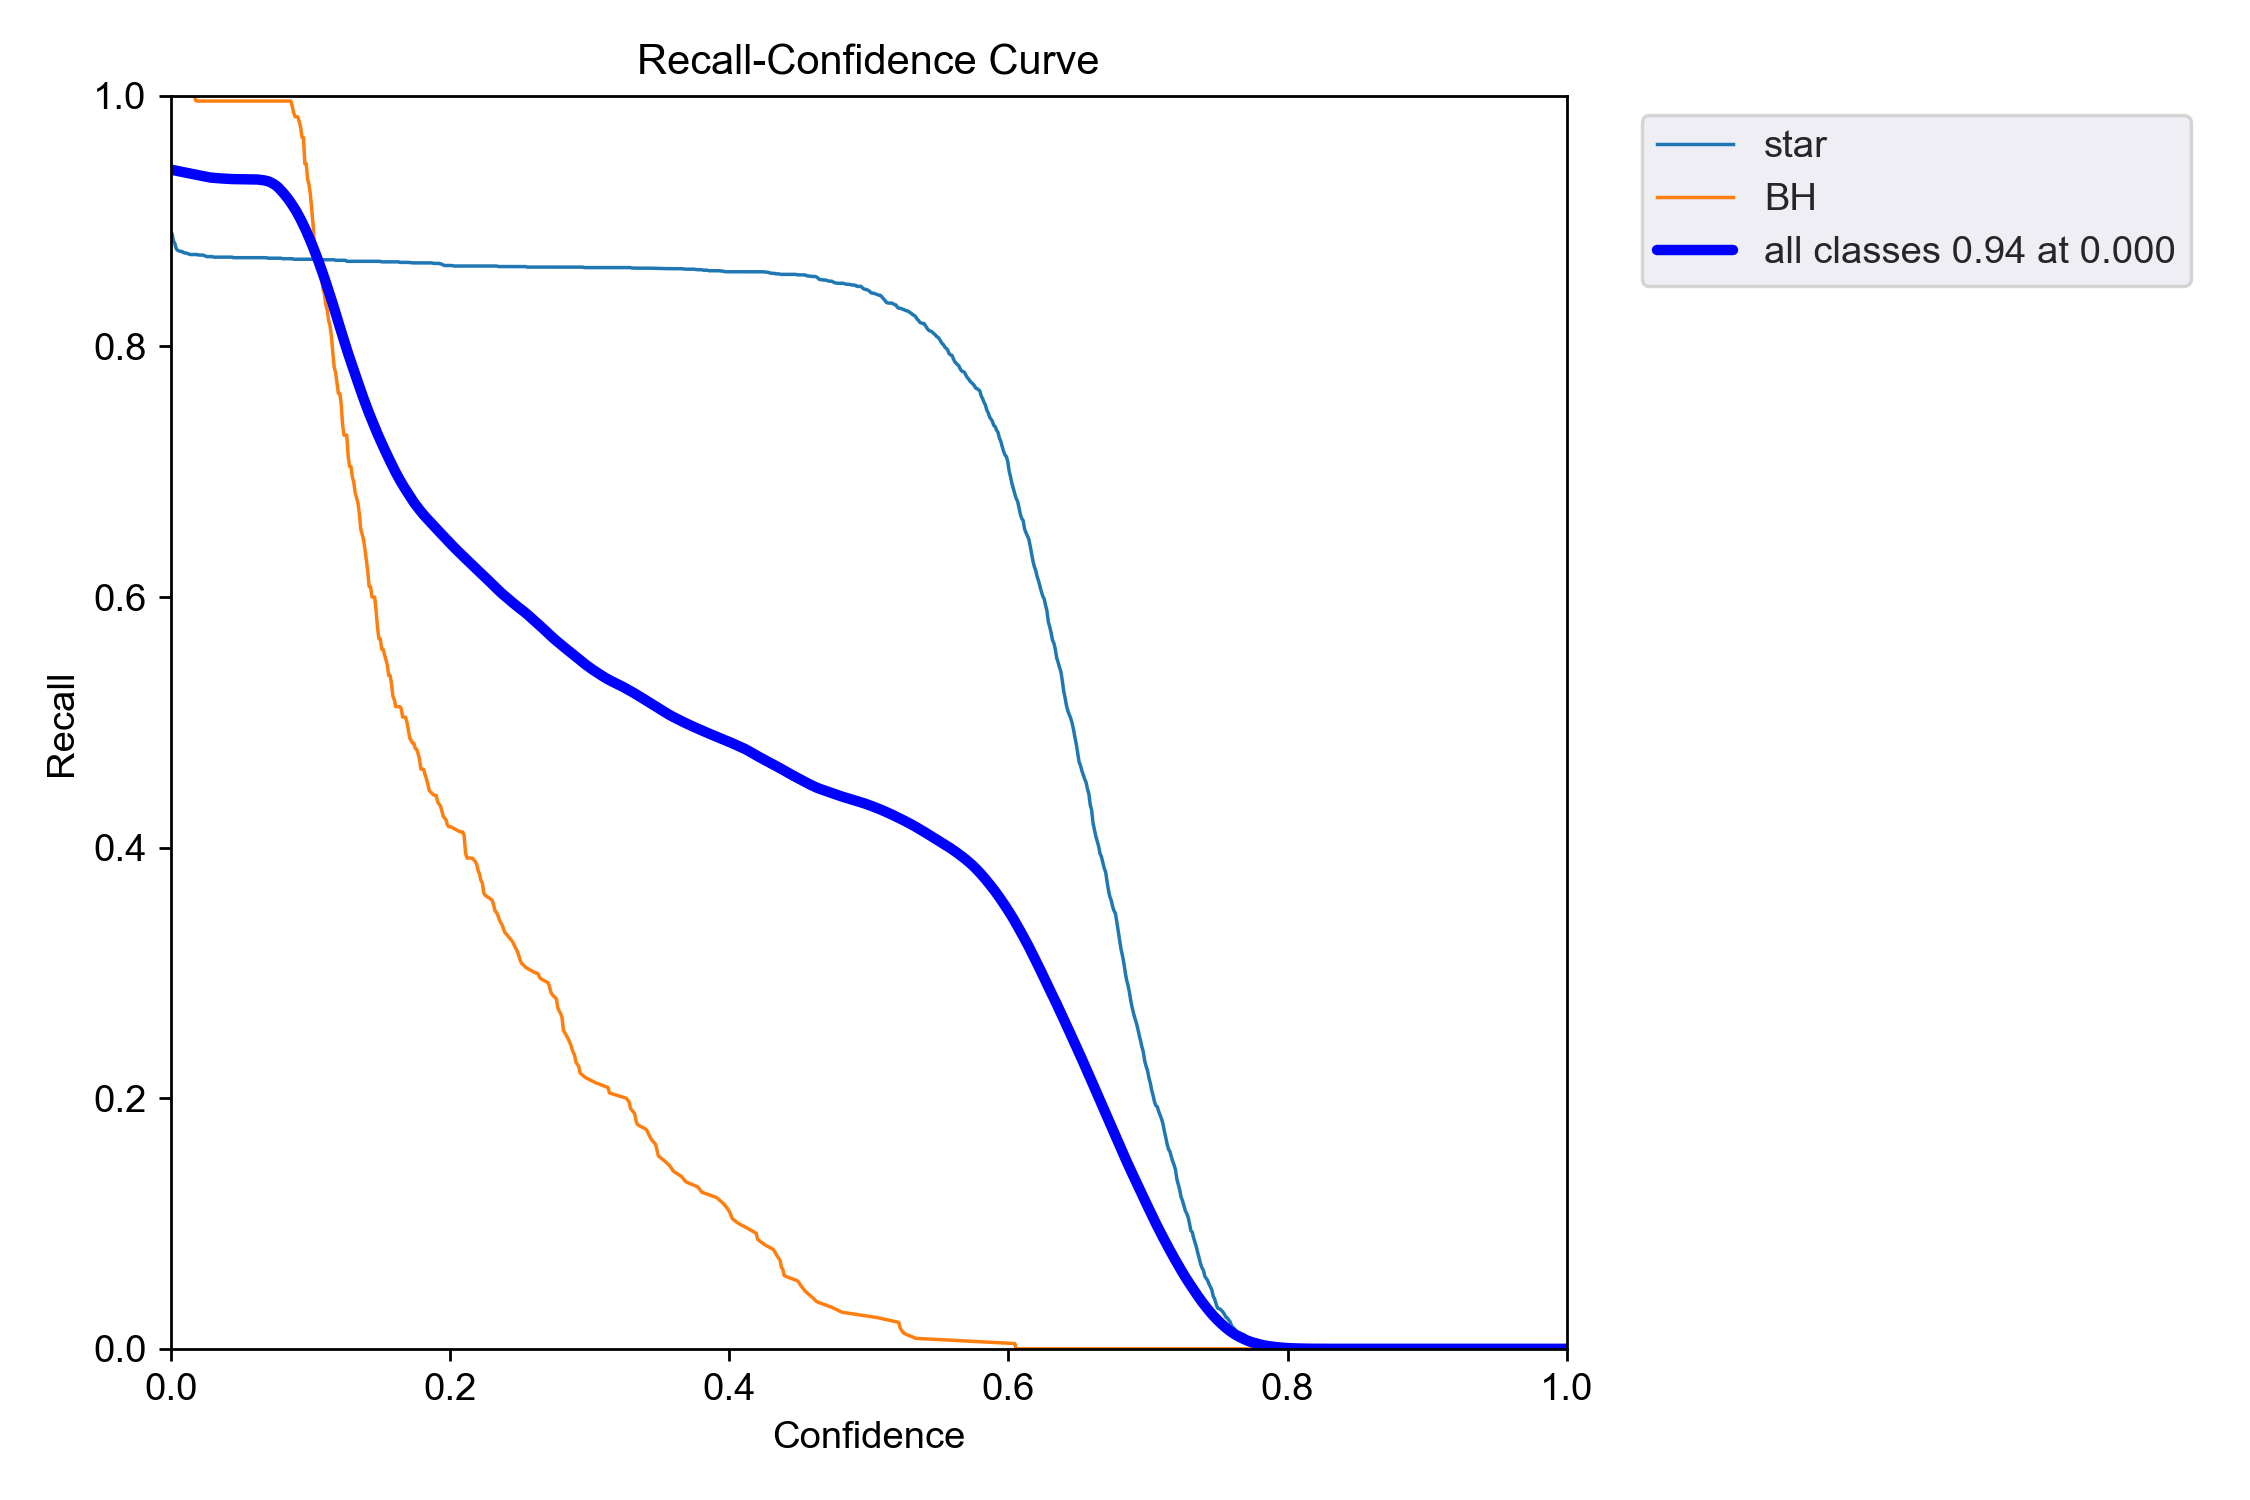 Recall-Confidence Curve
1.0
0.8
0.6
0.4
0.2
0.0
Recall
0.0 0.2 0.4 0.6 0.8 1.0
Confidence
star
BH
all classes 0.94 at 0.000